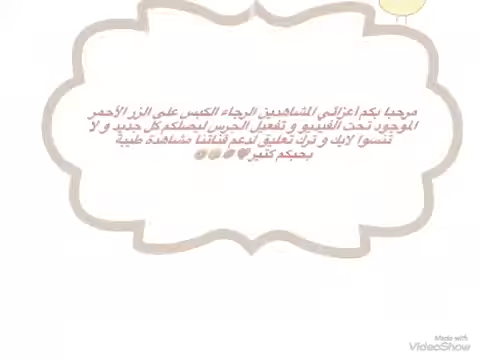 مرحبا بكم أعزائي المشاهدين الرجاء الكبس على الزر الأحمر
الموجود تحت الفيديو و تفعيل الجرس ليصلكم كل جديد و لا
تنسوا لايك و ترك تعليق لدعم قناتنا مشاهدة طيبة
بحبكم كثير
Made with
VideoShow